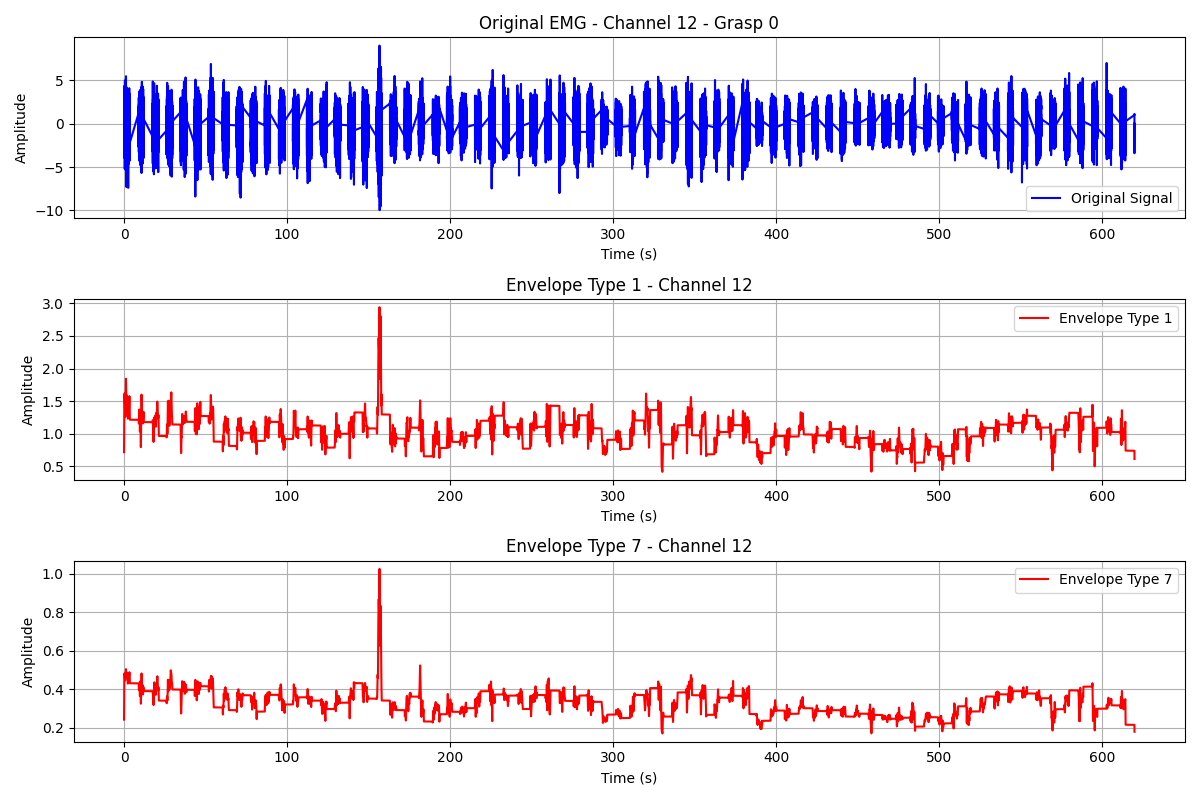 Original EMG - Channel 12 - Grasp 0
Amplitude
5
0
−5
−10
Original Signal
0 100 200 300 400 500 600
Time (s)
Envelope Type 1 - Channel 12
Amplitude
3.0
2.5
2.0
1.5
1.0
0.5
Envelope Type 1
0 100 200 300 400 500 600
Time (s)
Envelope Type 7 - Channel 12
Amplitude
1.0
0.8
0.6
0.4
0.2
Envelope Type 7
0 100 200 300 400 500 600
Time (s)